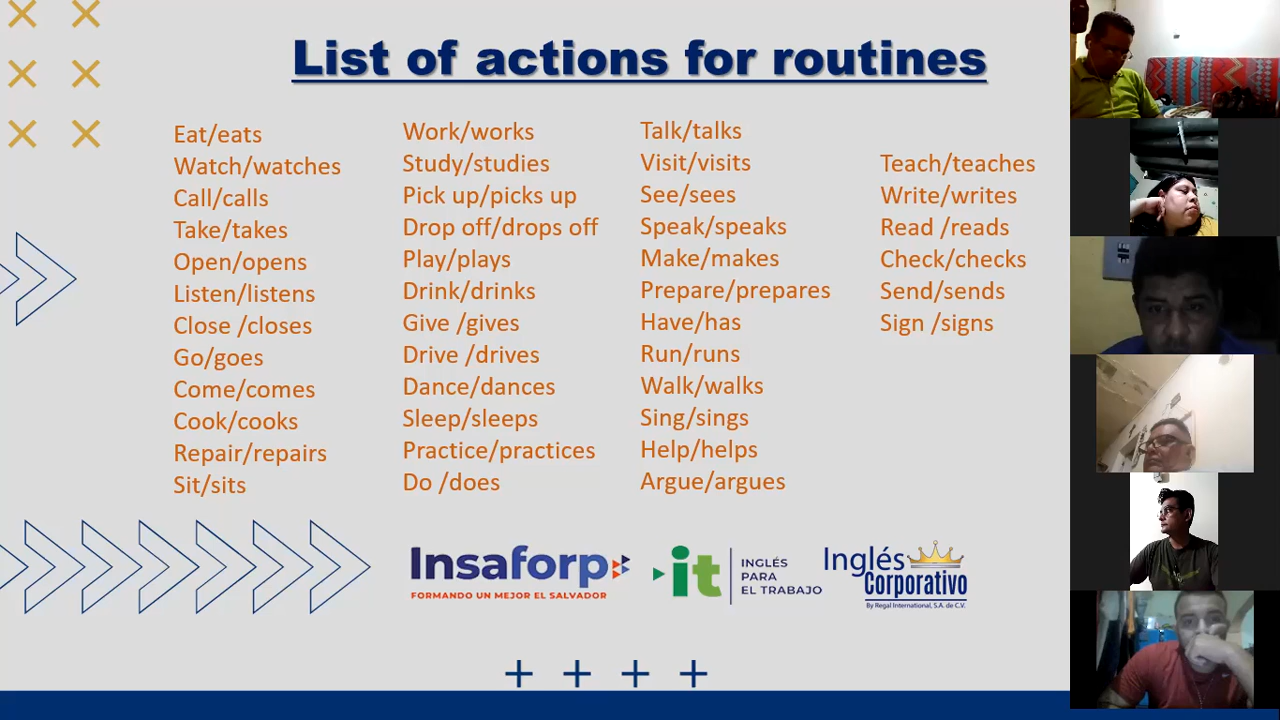 List of actions for routines
Eat/eats
Watch/watches
Call/calls
Take/takes
Open/opens
Listen/listens
Close /closes
Go/goes
Come/comes
Cook/cooks
Repair/repairs
Sit/sits
Work/works
Study/studies
Pick up/picks up
Drop off/drops off
Play/plays
Drink/drinks
Give /gives
Drive /drives
Dance/dances
Sleep/sleeps
Practice/practices
Do /does
Talk/talks
Visit/visits
See/sees
Speak/speaks
Make/makes
Prepare/prepares
Have/has
Run/runs
Walk/walks
Sing/sings
Help/helps
Argue/argues
Teach/teaches
Write/writes
Read /reads
Check/checks
Send/sends
Sign /signs
Insaforp
FORMANDO UN MEJOR EL SALVADOR
it
INGLÉS
PARA
EL TRABAJO
Inglés
Corporativo
By Regal International, S.A. de C.V.